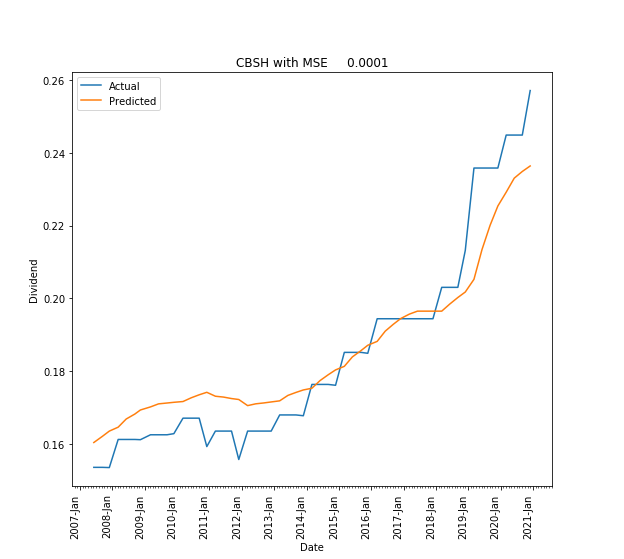 CBSH with MSE 0.0001
Actual
Predicted
0.26
0.24
0.22
0.20
0.18
0.16
Dividend
2007-Jan
2008-Jan
2009-Jan
2010-Jan
2011-Jan
2012-Jan
2013-Jan
2014-Jan
2015-Jan
2016-Jan
2017-Jan
2018-Jan
2019-Jan
2020-Jan
2021-Jan
Date